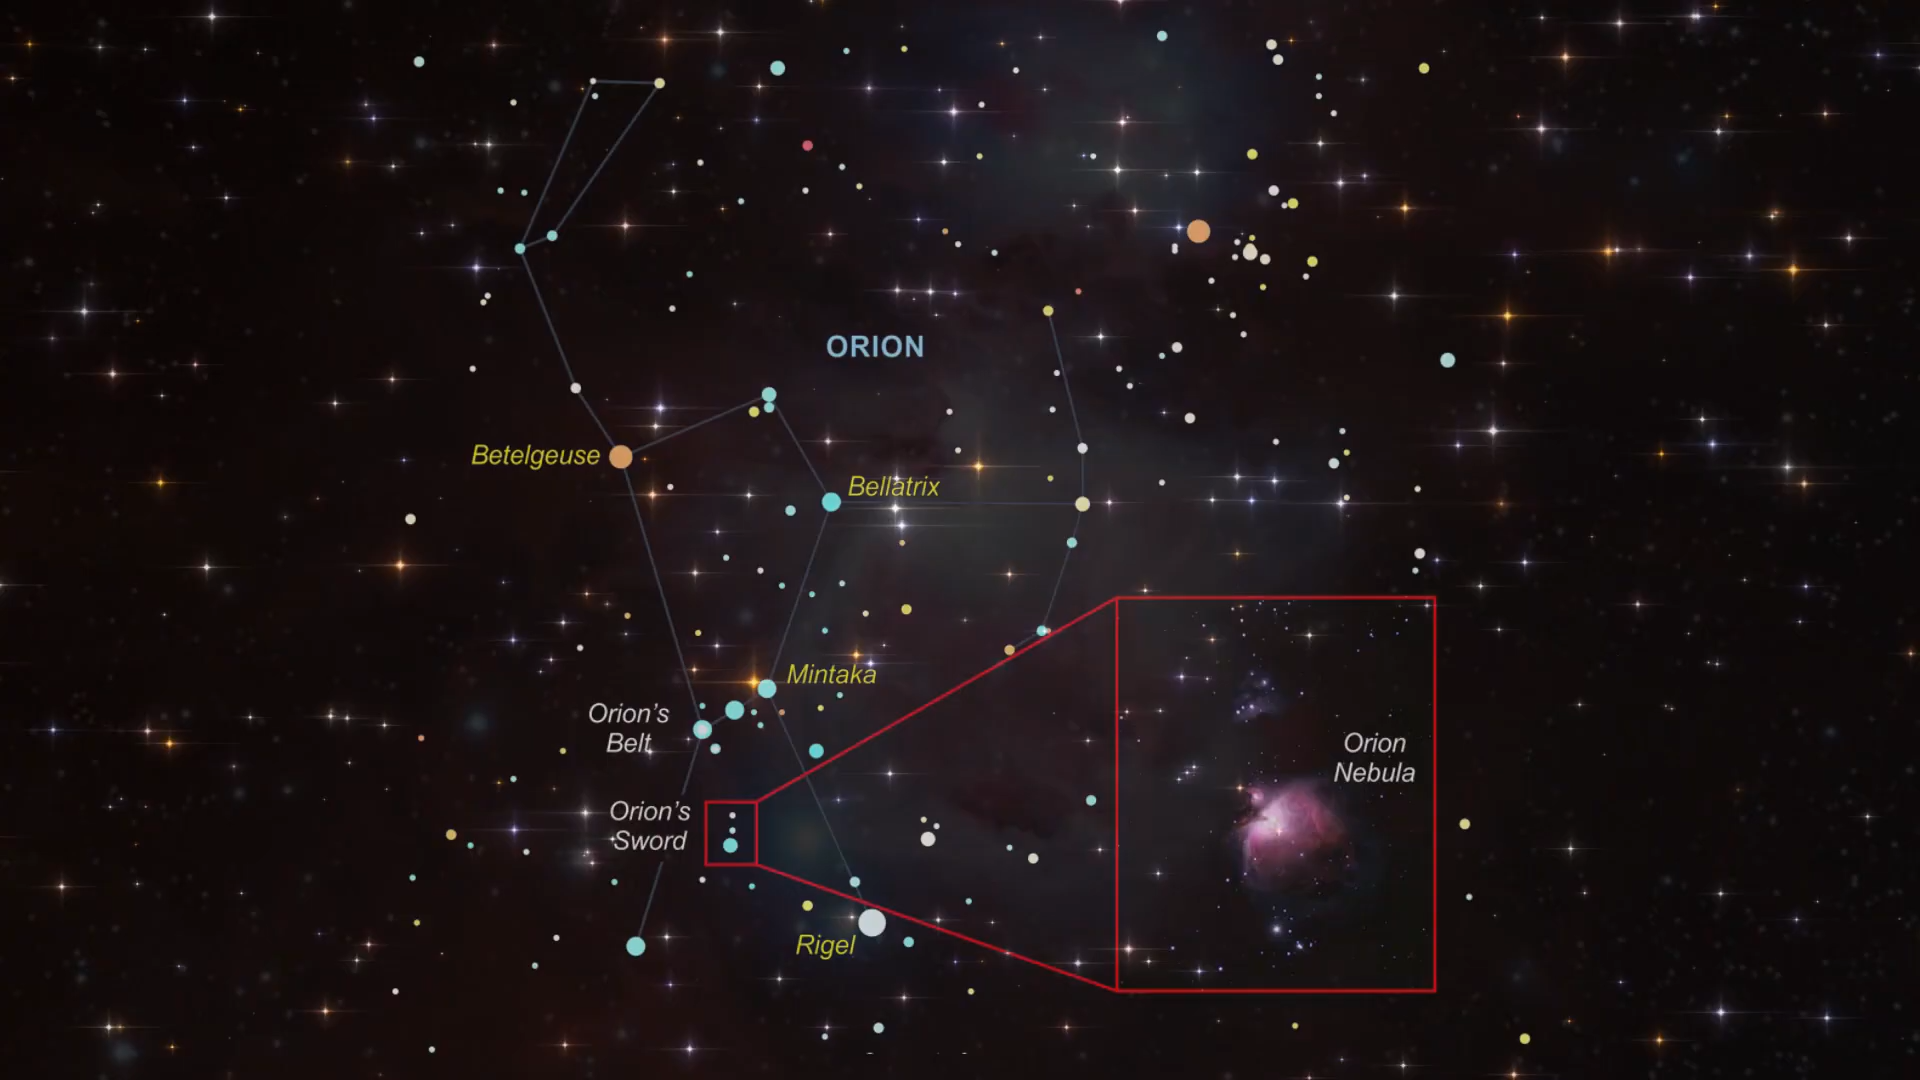 ORION
Betelgeuse
Bellatrix
Mintaka
Orion's
Belt
Orion's
Sword
Rigel
Orion
Nebula